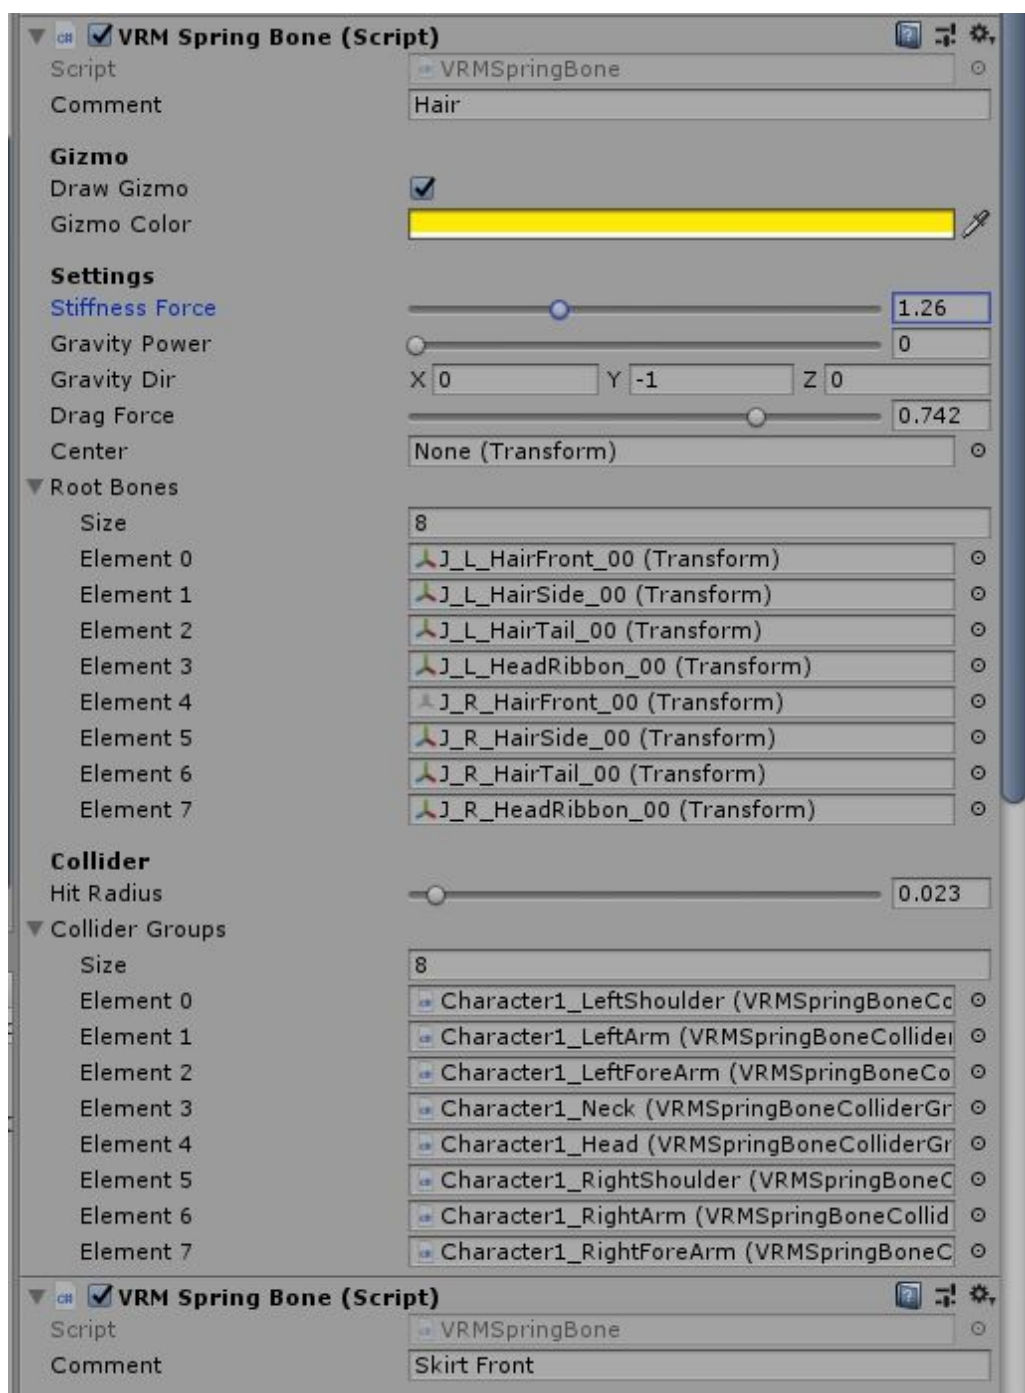 VRM Spring Bone (Script)
Script VRMSpringBone
Comment Hair
Gizmo
Draw Gizmo
Gizmo Color
Settings
Stiffness Force 1.26
Gravity Power 0
Gravity Dir X 0 Y -1 Z 0
Drag Force 0.742
Center None (Transform)
Root Bones
Size 8
Element 0 J_L_HairFront_00 (Transform)
Element 1 J_L_HairSide_00 (Transform)
Element 2 J_L_HairTail_00 (Transform)
Element 3 J_L_HeadRibbon_00 (Transform)
Element 4 J_R_HairFront_00 (Transform)
Element 5 J_R_HairSide_00 (Transform)
Element 6 J_R_HairTail_00 (Transform)
Element 7 J_R_HeadRibbon_00 (Transform)
Collider
Hit Radius 0.023
Collider Groups
Size 8
Element 0 Character1_LeftShoulder (VRMSpringBoneCo
Element 1 Character1_LeftArm (VRMSpringBoneCollider
Element 2 Character1_LeftForeArm (VRMSpringBoneCo
Element 3 Character1_Neck (VRMSpringBoneColliderGr
Element 4 Character1_Head (VRMSpringBoneColliderGr
Element 5 Character1_RightShoulder (VRMSpringBoneC
Element 6 Character1_RightArm (VRMSpringBoneCollid
Element 7 Character1_RightForeArm (VRMSpringBoneC
VRM Spring Bone (Script)
Script VRMSpringBone
Comment Skirt Front